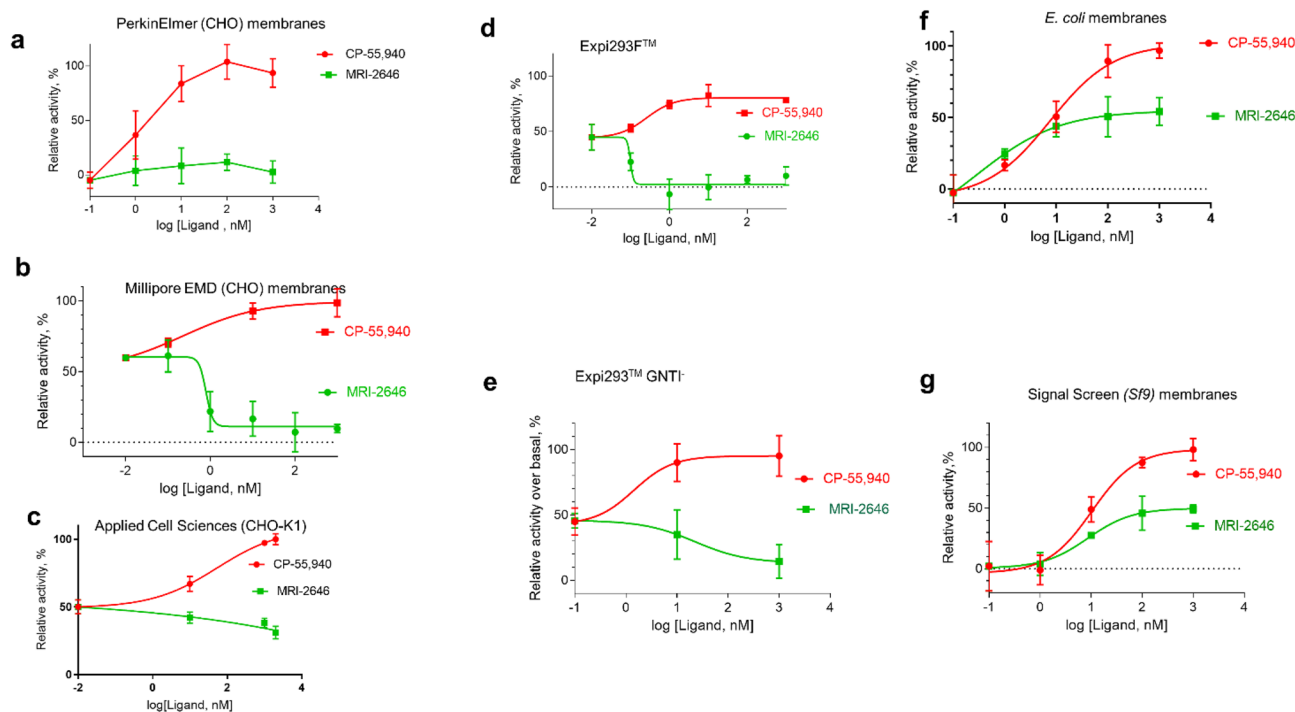 a
PerkinElmer (CHO) membranes
Relative activity, %
100
50
0
-1 0 1 2 3 4
log [Ligand , nM]
CP-55,940
MRI-2646
b
Millipore EMD (CHO) membranes
Relative activity, %
100
50
0
-2 0 2
log [Ligand, nM]
CP-55,940
MRI-2646
c
Applied Cell Sciences (CHO-K1)
Relative activity, %
100
50
0
-2 0 2 4
log[Ligand, nM]
CP-55,940
MRI-2646
d
Expi293F™
Relative activity, %
100
50
0
-2 0 2
log [Ligand, nM]
CP-55,940
MRI-2646
e
Expi293™ GNTI-
Relative activity over basal, %
100
50
0
-1 0 1 2 3 4
log [Ligand, nM]
CP-55,940
MRI-2646
f
E. coli membranes
Relative activity, %
100
50
0
-1 0 1 2 3 4
log [Ligand, nM]
CP-55,940
MRI-2646
g
Signal Screen (Sf9) membranes
Relative activity,%
100
50
0
-1 0 1 2 3 4
log [Ligand, nM]
CP-55,940
MRI-2646